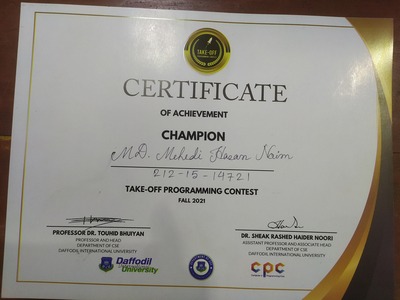 TAKE-OFF
CERTIFICATE
OF ACHIEVEMENT
CHAMPION
MD. Mehedi Hasan Naim
212-15-14721
TAKE-OFF PROGRAMMING CONTEST
FALL 2021
PROFESSOR DR. TOUHID BHUIYAN
PROFESSOR AND HEAD
DEPARTMENT OF CSE
DAFFODIL INTERNATIONAL UNIVERSITY
DR. SHEAK RASHED HAIDER NOORI
ASSISTANT PROFESSOR AND ASSOCIATE HEAD
DEPARTMENT OF CSE
DAFFODIL INTERNATIONAL UNIVERSITY
Daffodil
University
cpc